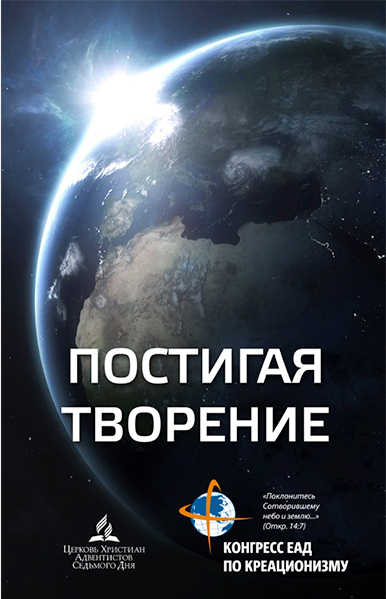 ПОСТИГАЯ
ТВОРЕНИЕ
«Поклонитесь
Сотворившему
небо и землю...»
(Откр. 14:7)
Церковь Христиан
Адвентистов
Седьмого Дня
КОНГРЕСС ЕАД
ПО КРЕАЦИОНИЗМУ